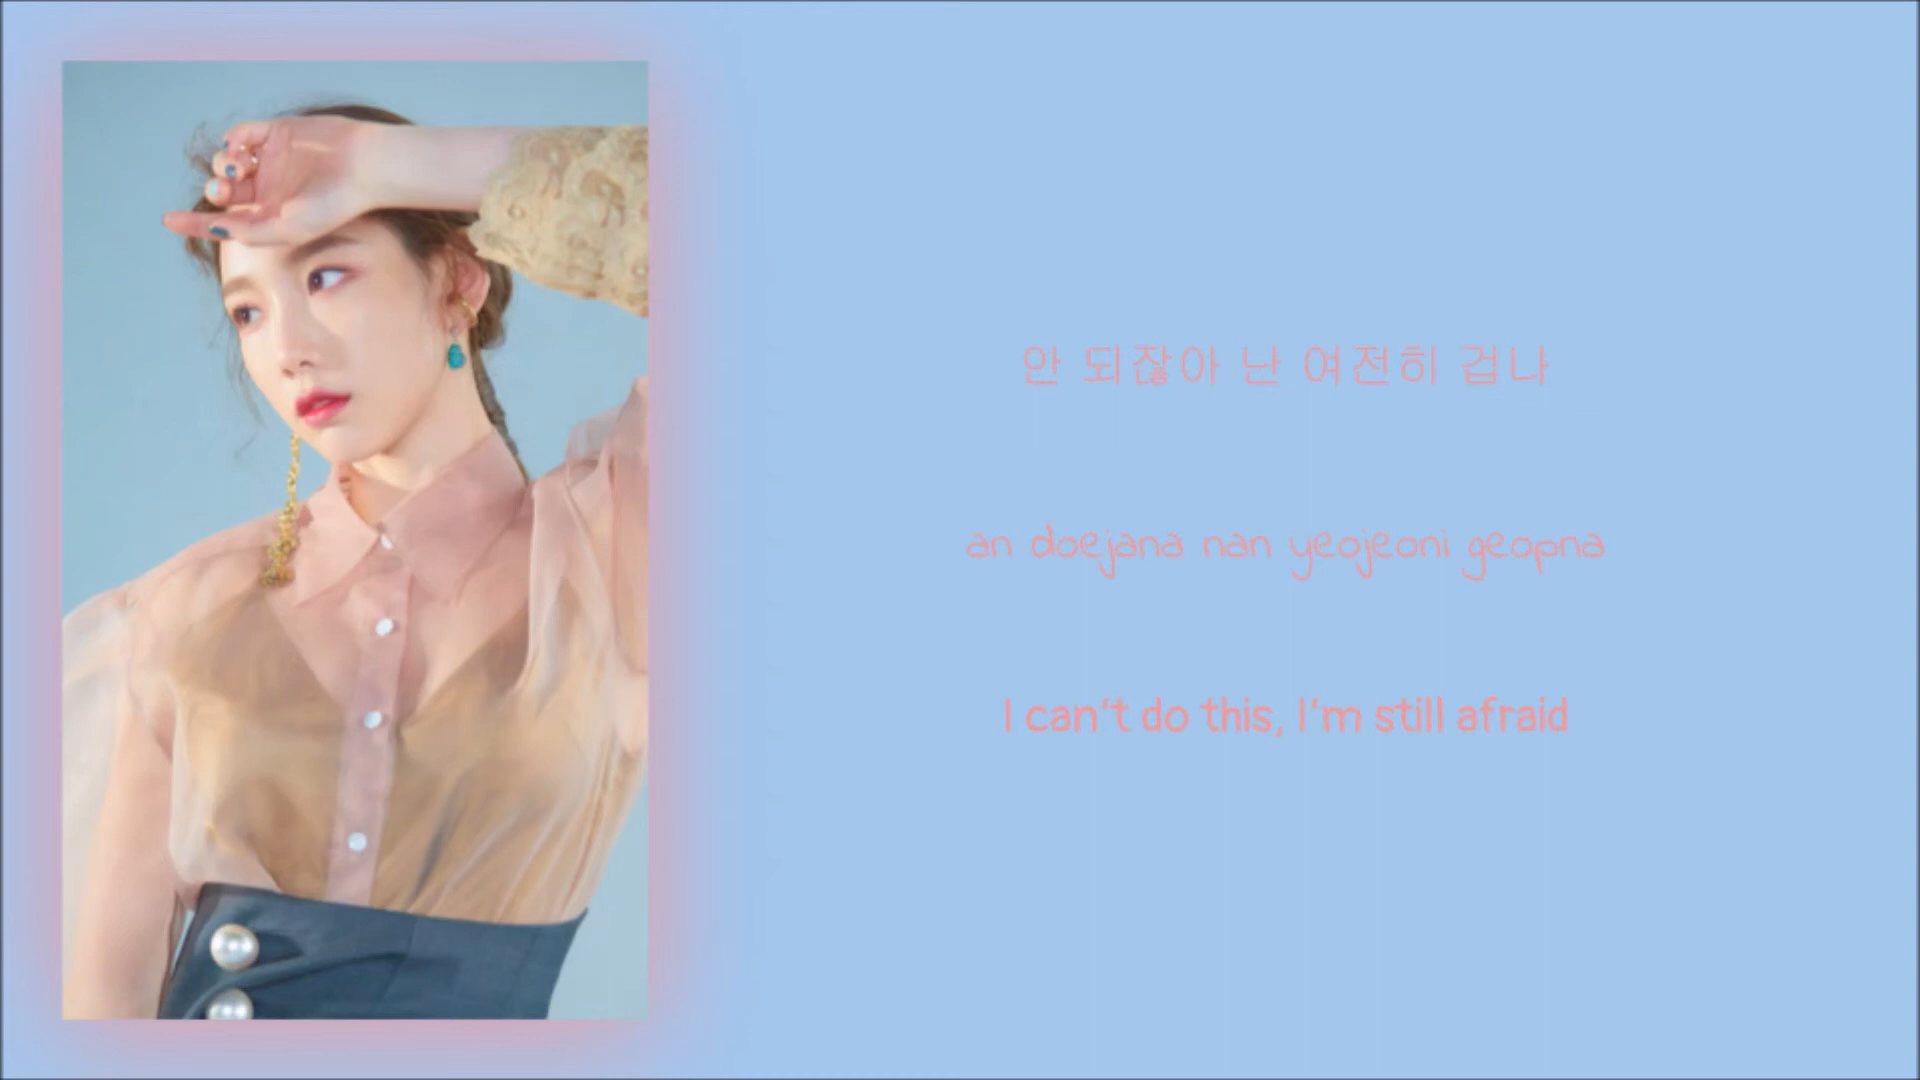 안 되잖아 난 여전히 겁나
an doejana nan yeojeoni geopna
I can't do this, I'm still afraid